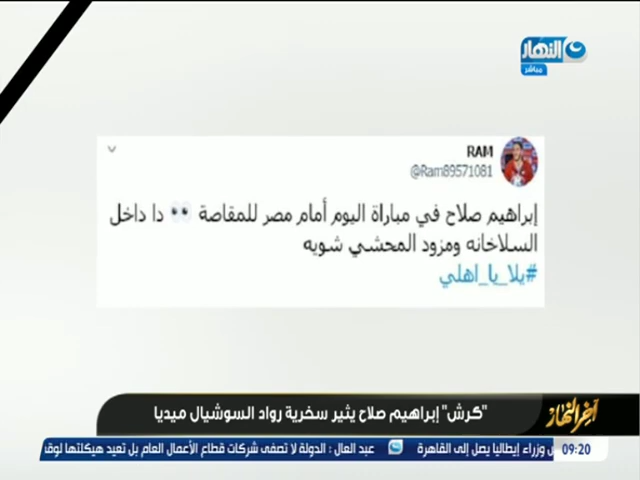 النهار
مباشر
RAM
@Ram89571081
إبراهيم صلاح في مباراة اليوم أمام مصر للمقاصة 👀 دا داخل
السلاخانه ومزود المحشي شويه
#يلا_يا_اهلي
"كرش" إبراهيم صلاح يثير سخرية رواد السوشيال ميديا
آخر النهار
09:20
وزراء إيطاليا يصل إلى القاهرة
عبد العال : الدولة لا تصفى شركات قطاع الأعمال العام بل تعيد هيكلتها لوقف